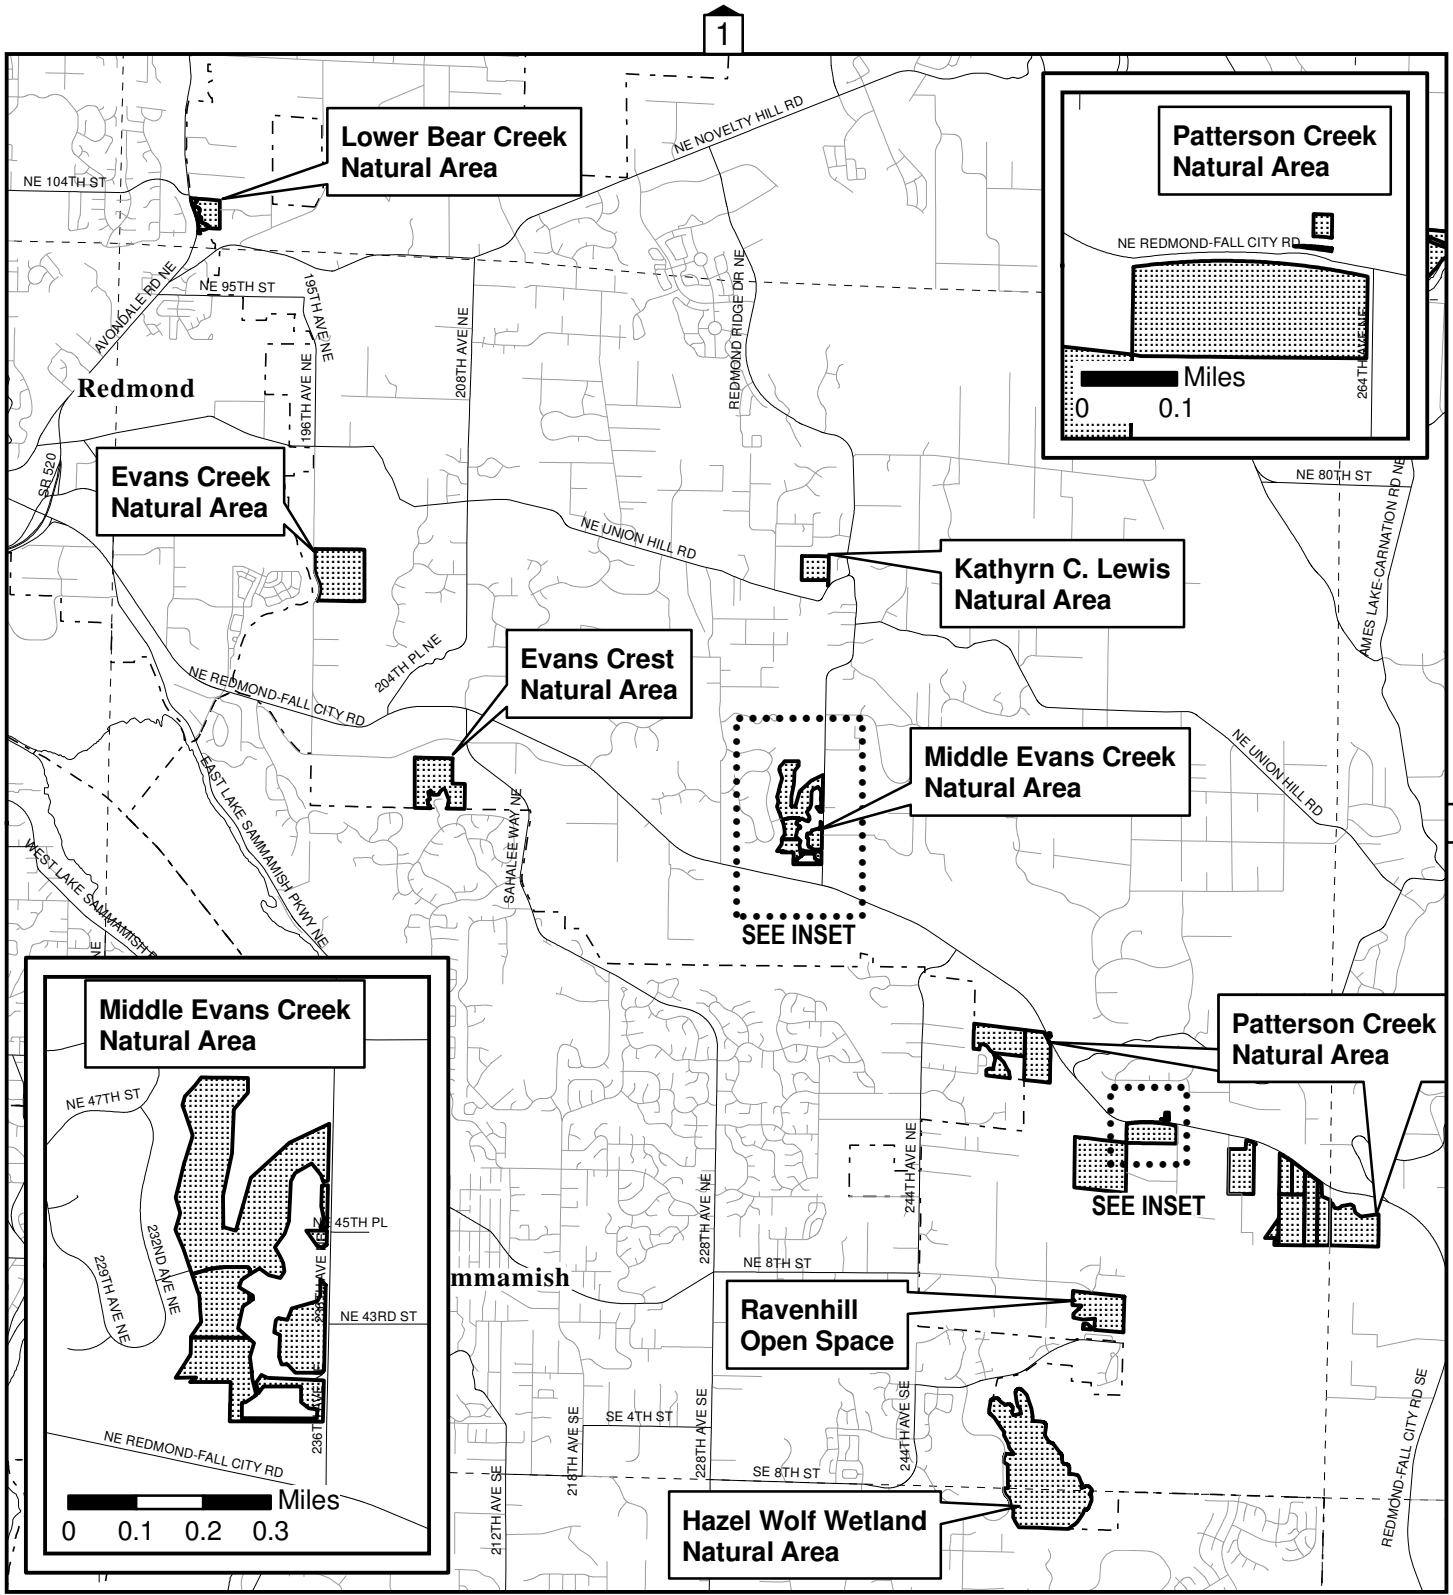 1
Lower Bear Creek
Natural Area
NE NOVELTY HILL RD
Patterson Creek
Natural Area
NE 104TH ST
NE REDMOND-FALL CITY RD
AVONDALE RD NE
NE 95TH ST
195TH AVE NE
208TH AVE NE
REDMOND RIDGE DR NE
264TH AVE NE
Miles
0 0.1
Redmond
196TH AVE NE
SR 520
Evans Creek
Natural Area
NE 80TH ST
AMES LAKE-CARNATION RD NE
NE UNION HILL RD
Kathyrn C. Lewis
Natural Area
204TH PL NE
Evans Crest
Natural Area
NE REDMOND-FALL CITY RD
Middle Evans Creek
Natural Area
NE UNION HILL RD
EAST LAKE SAMMAMISH PKWY NE
SAHALEE WAY NE
WEST LAKE SAMMAMISH P
NE
SEE INSET
Middle Evans Creek
Natural Area
Patterson Creek
Natural Area
NE 47TH ST
244TH AVE NE
SEE INSET
228TH AVE NE
NE 45TH PL
232ND AVE NE
229TH AVE NE
236TH AVE NE
NE 43RD ST
mmamish
NE 8TH ST
Ravenhill
Open Space
236TH AVE NE
NE REDMOND-FALL CITY RD
Miles
0 0.1 0.2 0.3
SE 4TH ST
218TH AVE SE
228TH AVE SE
244TH AVE SE
REDMOND-FALL CITY RD SE
212TH AVE SE
SE 8TH ST
Hazel Wolf Wetland
Natural Area